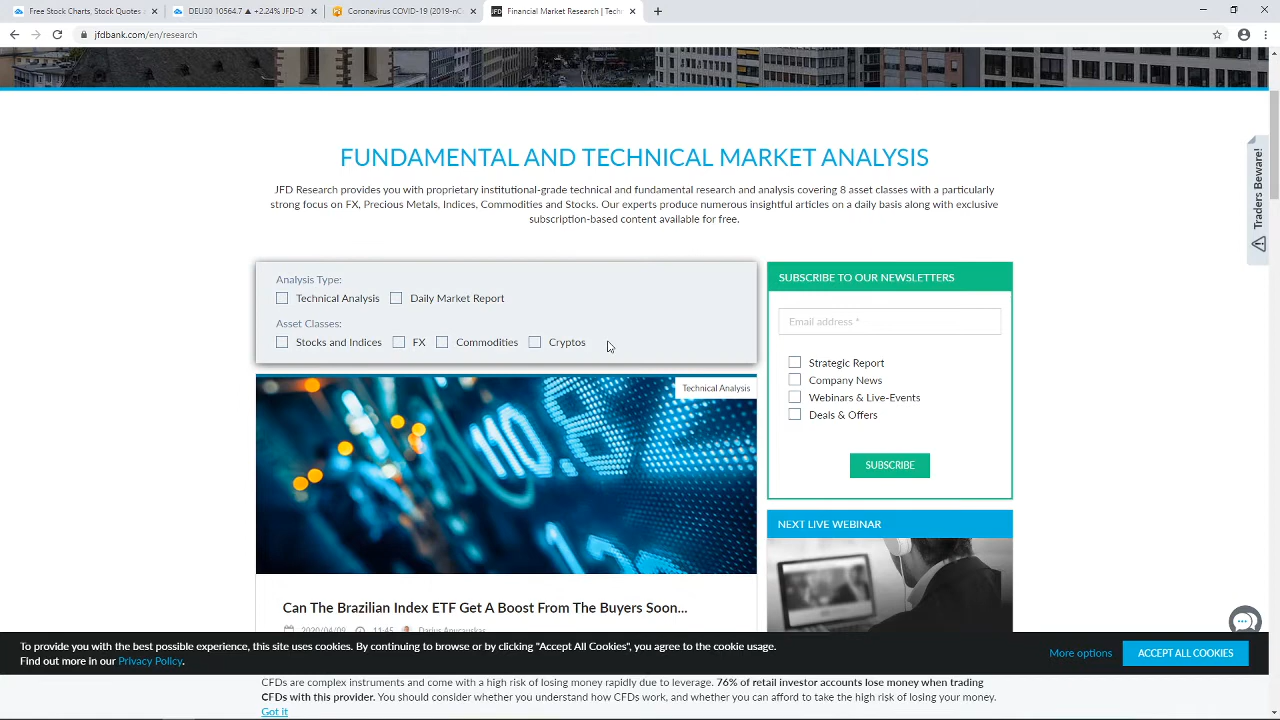 Free Stock Charts, Stock Quotes
DEU30 10564.7 ▲ +2.24% JFD-D
Coronavirus COVID-19 (2019-nC
Financial Market Research | Tech
jfdbank.com/en/research
FUNDAMENTAL AND TECHNICAL MARKET ANALYSIS
JFD Research provides you with proprietary institutional-grade technical and fundamental research and analysis covering 8 asset classes with a particularly
strong focus on FX, Precious Metals, Indices, Commodities and Stocks. Our experts produce numerous insightful articles on a daily basis along with exclusive
subscription-based content available for free.
Traders Beware!
Analysis Type:
Technical Analysis
Daily Market Report
Asset Classes:
Stocks and Indices
FX
Commodities
Cryptos
Technical Analysis
Can The Brazilian Index ETF Get A Boost From The Buyers Soon...
2020/04/09
11:45
Darius Anucauskas
SUBSCRIBE TO OUR NEWSLETTERS
Email address *
Strategic Report
Company News
Webinars & Live-Events
Deals & Offers
SUBSCRIBE
NEXT LIVE WEBINAR
To provide you with the best possible experience, this site uses cookies. By continuing to browse or by clicking "Accept All Cookies", you agree to the cookie usage.
Find out more in our Privacy Policy.
More options
ACCEPT ALL COOKIES
CFDs are complex instruments and come with a high risk of losing money rapidly due to leverage. 76% of retail investor accounts lose money when trading
CFDs with this provider. You should consider whether you understand how CFDs work, and whether you can afford to take the high risk of losing your money.
Got it